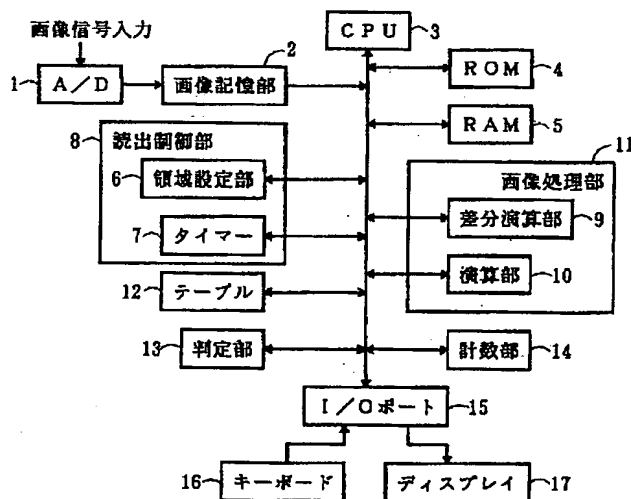 画像信号入力
1 A/D
2 画像記憶部
CPU 3
ROM 4
RAM 5
8 読出制御部
6 領域設定部
7 タイマー
11
画像処理部
差分演算部 9
演算部 10
12 テーブル
13 判定部
計数部 14
I/Oポート 15
16 キーボード
ディスプレイ 17